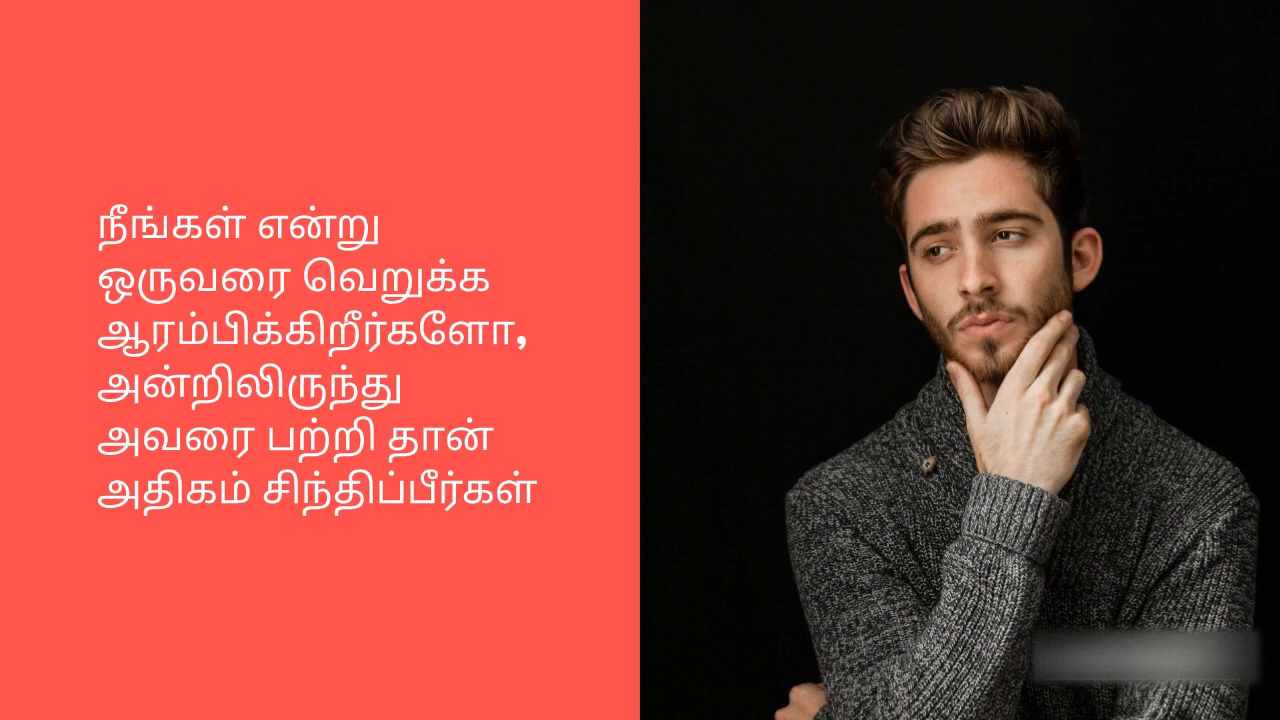 நீங்கள் என்று
ஒருவரை வெறுக்க
ஆரம்பிக்கிறீர்களோ,
அன்றிலிருந்து
அவரை பற்றி தான்
அதிகம் சிந்திப்பீர்கள்